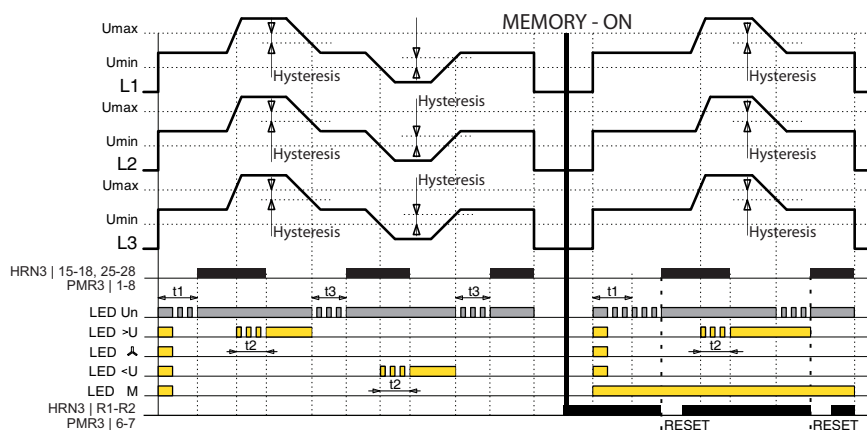 MEMORY - ON
Umax
Umin
L1
Hysteresis
Hysteresis
Hysteresis
Umax
Umin
L2
Hysteresis
Hysteresis
Hysteresis
Umax
Umin
L3
Hysteresis
Hysteresis
Hysteresis
HRN3 | 15-18, 25-28
PMR3 | 1-8
t1
t3
t3
t1
LED Un
LED >U
t2
t2
LED
LED <U
t2
LED M
HRN3 | R1-R2
PMR3 | 6-7
RESET
RESET